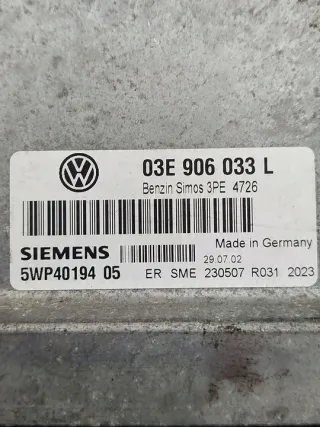 03E 906 033 L
Benzin Simos 3PE 4726
SIEMENS
Made in Germany
29.07.02
5WP40194 05
ER SME 230507 R031 2023